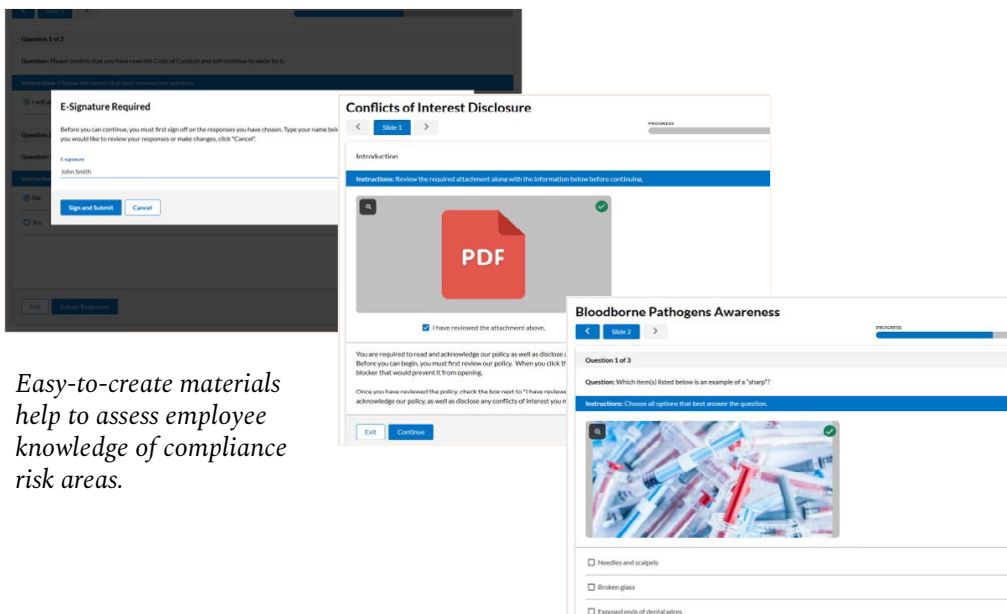 Slide 2
Question 1 of 2
Question: Please confirm that you have read the Code of Conduct and will continue to abide by it.
Instructions: Choose the option that best answers the question.
I will
Question
Question:
Instructions
No
Yes
Exit
Submit Responses
E-Signature Required
Before you can continue, you must first sign off on the responses you have chosen. Type your name
you would like to review your responses or make changes, click "Cancel".
E-signature
John Smith
Sign and Submit
Cancel
Conflicts of Interest Disclosure
Slide 1
PROGRESS
Introduction
Instructions: Review the required attachment along with the information below before continuing.
PDF
I have reviewed the attachment above.
You are required to read and acknowledge our policy as well as disclose
Before you can begin, you must first review our policy. When you click
blocker that would prevent it from opening.
Once you have reviewed the policy, check the box next to "I have
acknowledge our policy, as well as disclose any conflicts of interest you
Exit
Continue
Bloodborne Pathogens Awareness
Slide 2
PROGRESS
Question 1 of 3
Question: Which item(s) listed below is an example of a "sharp"?
Instructions: Choose all options that best answer the question.
Needles and scalpels
Broken glass
Exposed ends of dental wires
Easy-to-create materials
help to assess employee
knowledge of compliance
risk areas.